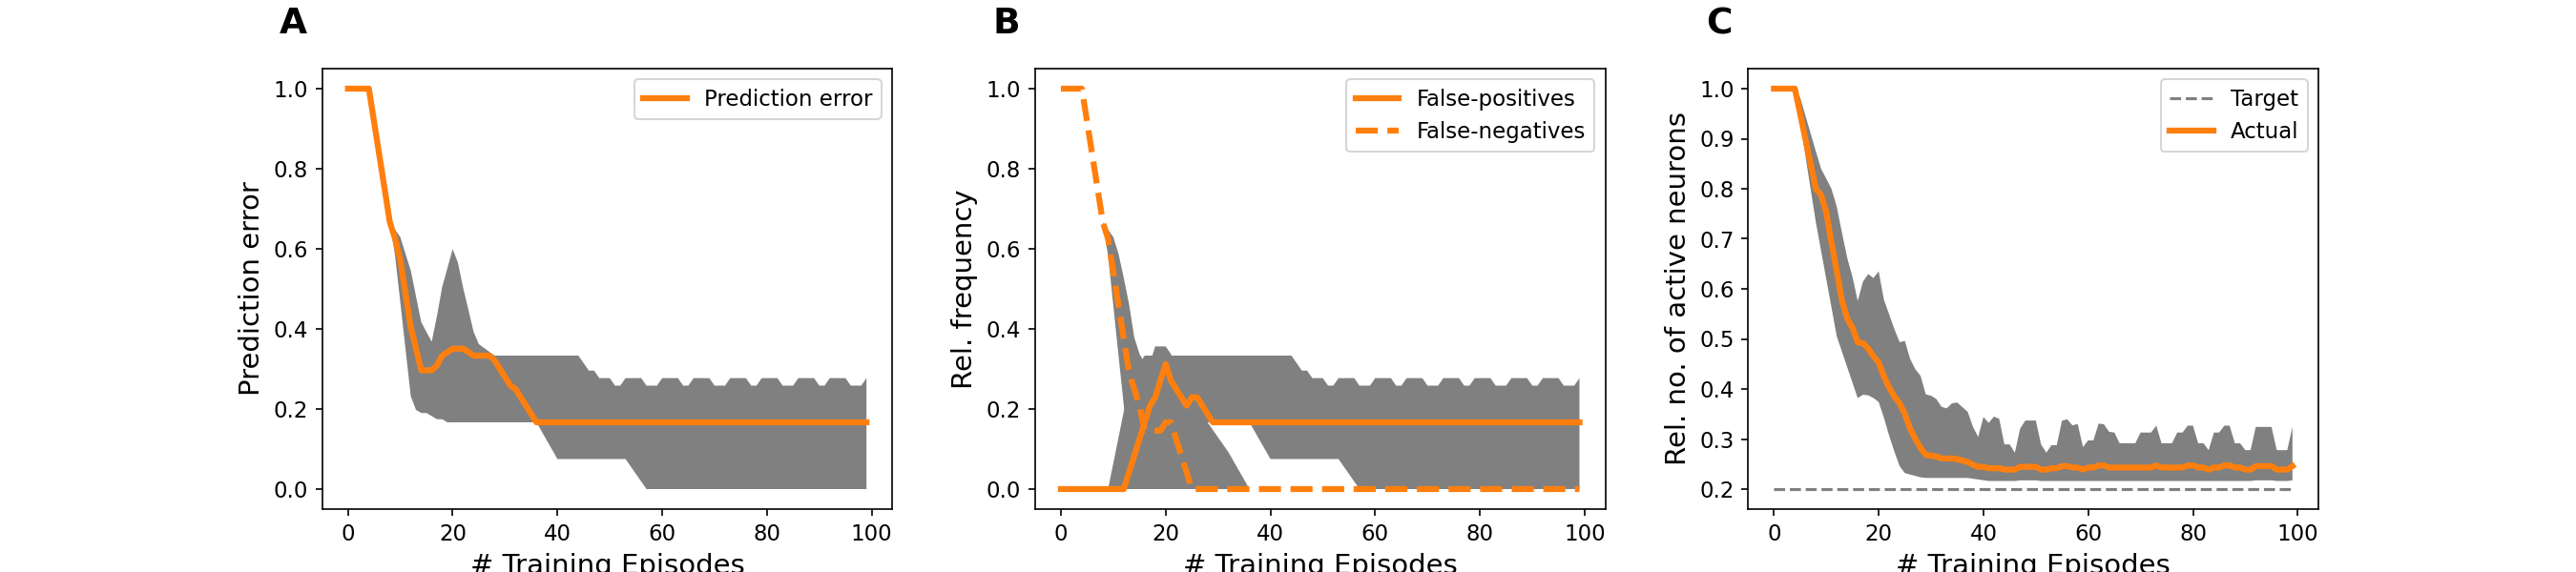 A
B
C
Prediction error
1.0
0.8
0.6
0.4
0.2
0.0
Prediction error
0
20
40
60
80
100
# Training Episodes
False-positives
False-negatives
1.0
0.8
0.6
0.4
0.2
0.0
Rel. frequency
0
20
40
60
80
100
# Training Episodes
Target
Actual
1.0
0.9
0.8
0.7
0.6
0.5
0.4
0.3
0.2
Rel. no. of active neurons
0
20
40
60
80
100
# Training Episodes